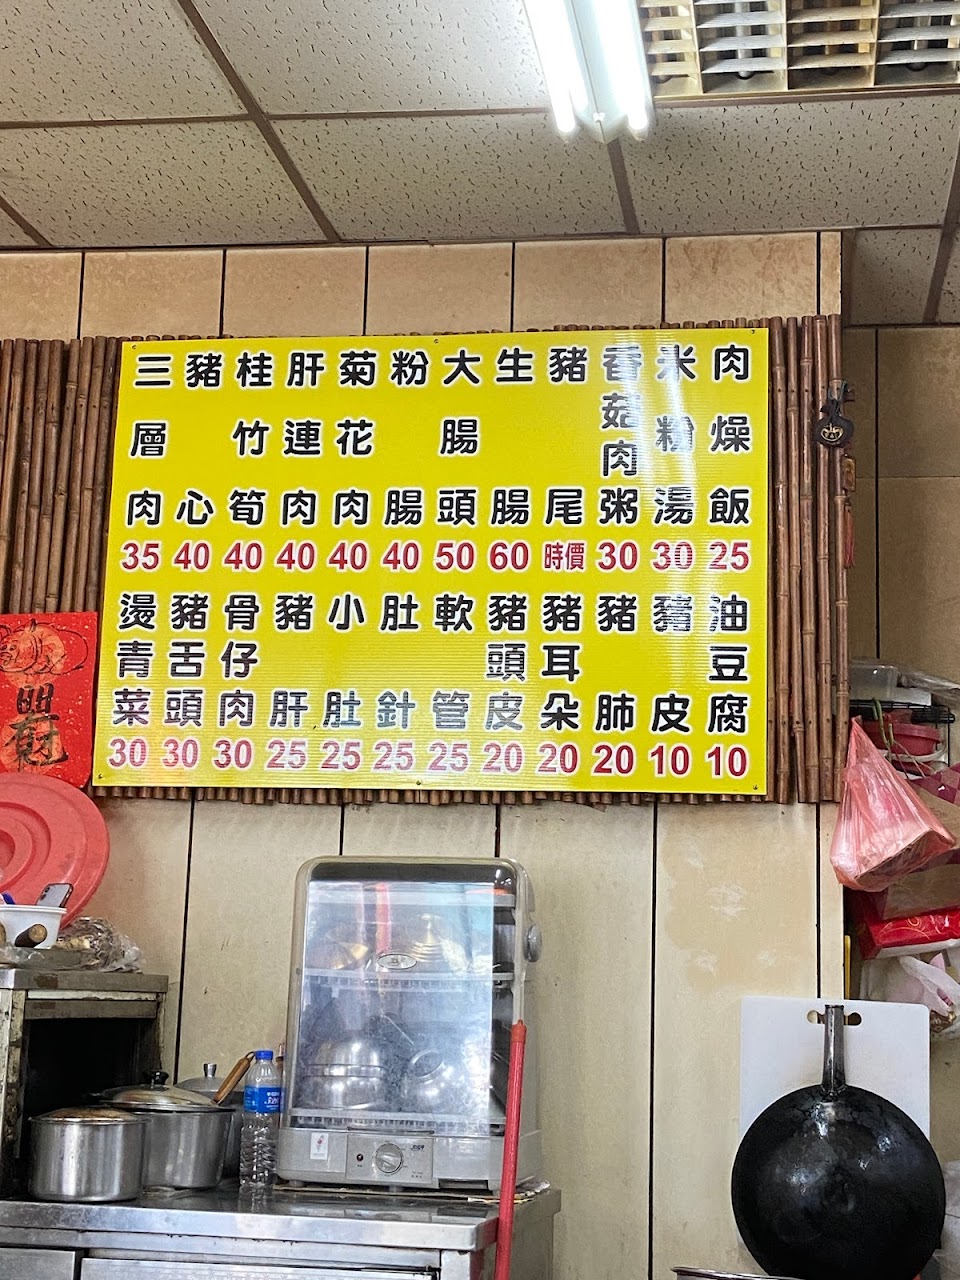 肉燥飯 25
米粉湯 30
香菇肉粥 30
豬尾 時價
生腸 60
大腸頭 50
粉腸 40
菊花肉 40
肝連肉 40
桂竹筍 40
豬心 40
三層肉 35
油豆腐 10
豬皮 10
豬肺 20
豬耳朵 20
豬頭皮 20
軟管 25
肚針 25
小肚 25
豬肝 25
骨仔肉 30
豬舌頭 30
燙青菜 30